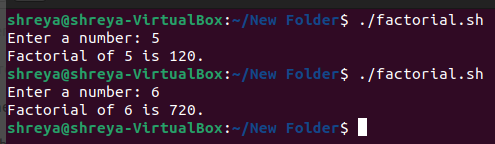 shreya@shreya-VirtualBox:~/New Folder$ ./factorial.sh
Enter a number: 5
Factorial of 5 is 120.
shreya@shreya-VirtualBox:~/New Folder$ ./factorial.sh
Enter a number: 6
Factorial of 6 is 720.
shreya@shreya-VirtualBox:~/New Folder$